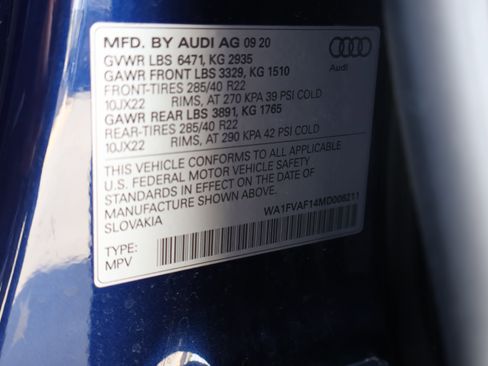 MFD. BY AUDI AG 09 20
GVWR LBS 6471, KG 2935
GAWR FRONT LBS 3329, KG 1510
FRONT-TIRES 285/40 R22
10JX22 RIMS, AT 270 KPA 39 PSI COLD
GAWR REAR LBS 3891, KG 1765
REAR-TIRES 285/40 R22
10JX22 RIMS, AT 290 KPA 42 PSI COLD
THIS VEHICLE CONFORMS TO ALL APPLICABLE
U.S. FEDERAL MOTOR VEHICLE SAFETY
STANDARDS IN EFFECT ON THE DATE OF
MANUFACTURE SHOWN ABOVE
SLOVAKIA
WA1FVAF14MD008211
TYPE:
MPV
Audi